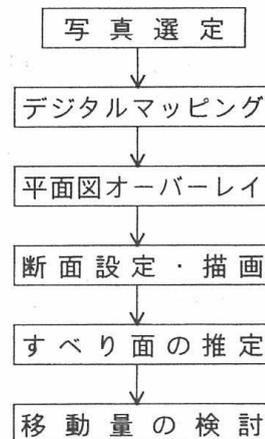 写真選定
デジタルマッピング
平面図オーバーレイ
断面設定・描画
すべり面の推定
移動量の検討